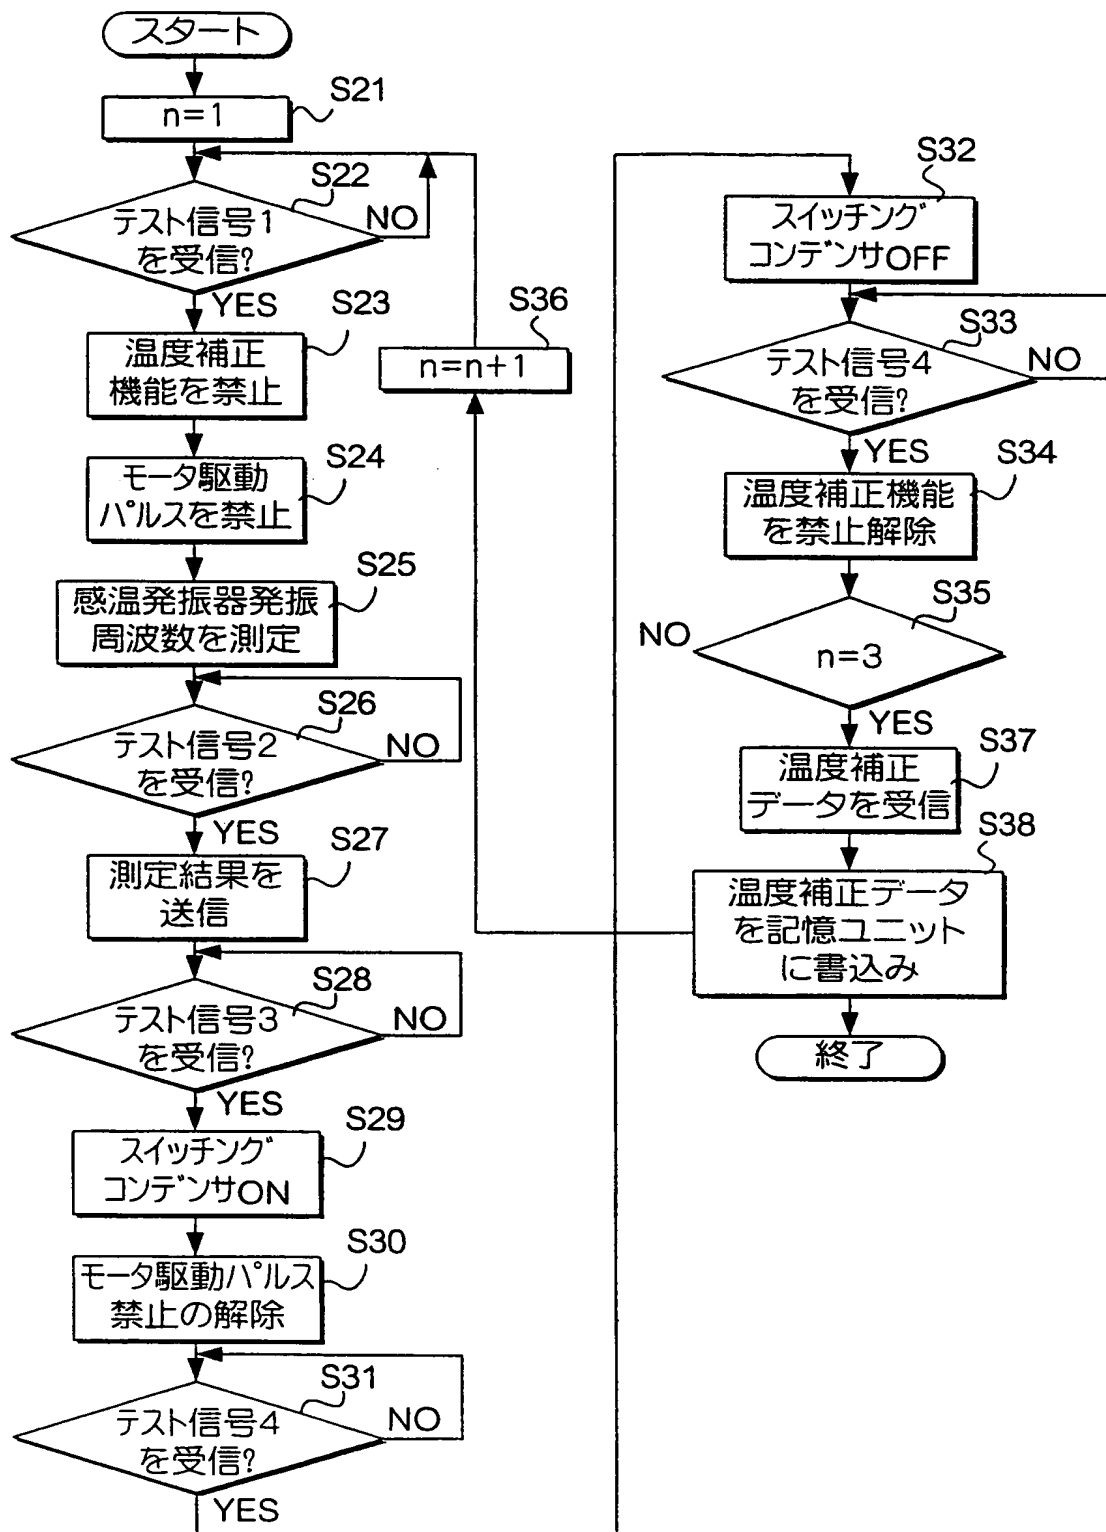 スタート
S21
n=1
S22
テスト信号1
を受信?
NO
YES
S23
温度補正
機能を禁止
S24
モータ駆動
パルスを禁止
S25
感温発振器発振
周波数を測定
S26
テスト信号2
を受信?
NO
YES
S27
測定結果を
送信
S28
テスト信号3
を受信?
NO
YES
S29
スイッチング
コンデンサON
S30
モータ駆動パルス
禁止の解除
S31
テスト信号4
を受信?
NO
YES
S36
n=n+1
S32
スイッチング
コンデンサOFF
S33
テスト信号4
を受信?
NO
YES
S34
温度補正機能
を禁止解除
S35
NO
n=3
YES
S37
温度補正
データを受信
S38
温度補正データ
を記憶ユニット
に書込み
終了